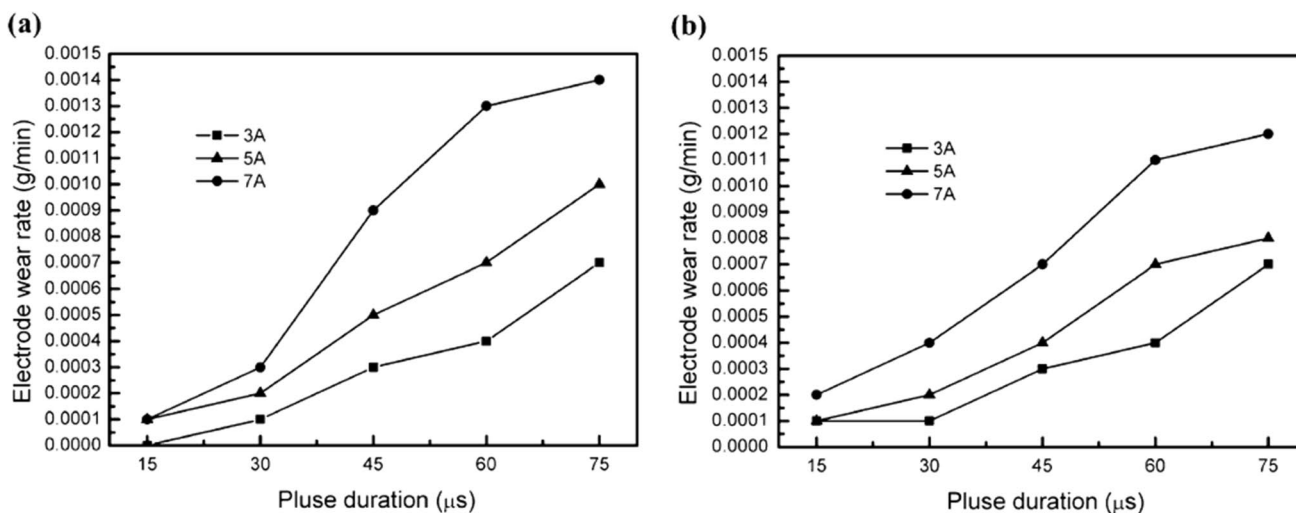 (a)
Electrode wear rate (g/min)
0.0015
0.0014
0.0013
0.0012
0.0011
0.0010
0.0009
0.0008
0.0007
0.0006
0.0005
0.0004
0.0003
0.0002
0.0001
0.0000
3A
5A
7A
15 30 45 60 75
Pluse duration (μs)
(b)
Electrode wear rate (g/min)
0.0015
0.0014
0.0013
0.0012
0.0011
0.0010
0.0009
0.0008
0.0007
0.0006
0.0005
0.0004
0.0003
0.0002
0.0001
0.0000
3A
5A
7A
15 30 45 60 75
Pluse duration (μs)